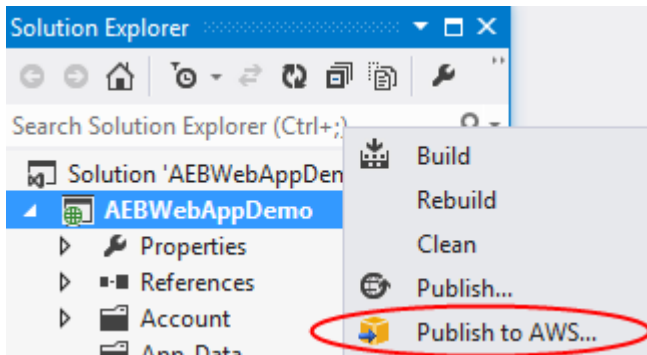 Solution Explorer
Search Solution Explorer (Ctrl+;)
Solution 'AEBWebAppDem
AEBWebAppDemo
Properties
References
Account
App_Data
Build
Rebuild
Clean
Publish...
Publish to AWS...